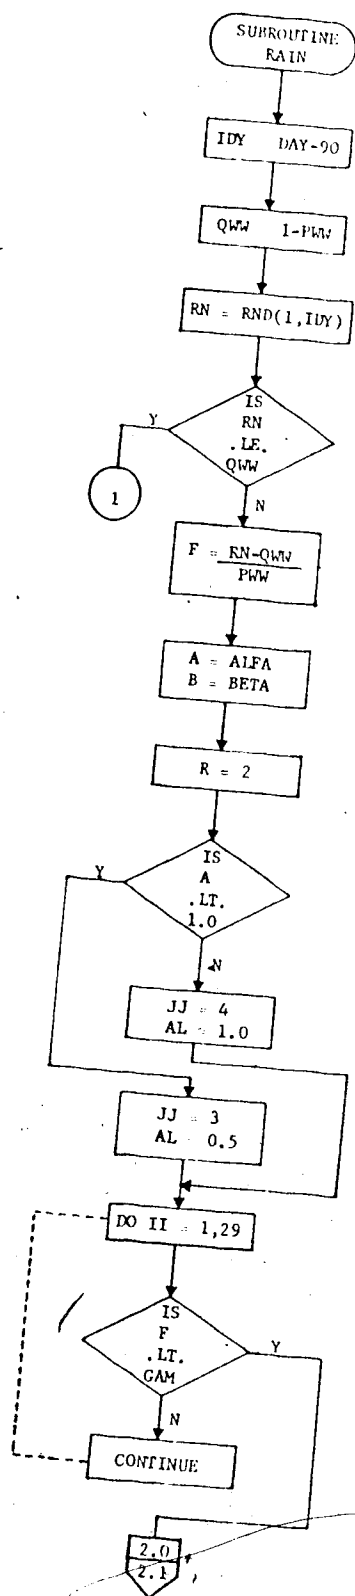 SUBROUTINE
RAIN
IDY DAY-90
QWW 1-PWW
RN = RND(1,IDY)
IS
RN
.LE.
QWW
Y
1
N
F = RN-QWW
PWW
A = ALFA
B = BETA
R = 2
IS
A
.LT.
1.0
Y
N
JJ = 4
AL = 1.0
JJ = 3
AL = 0.5
DO II = 1,29
IS
F
.LT.
GAM
Y
N
CONTINUE
2.0
2.1